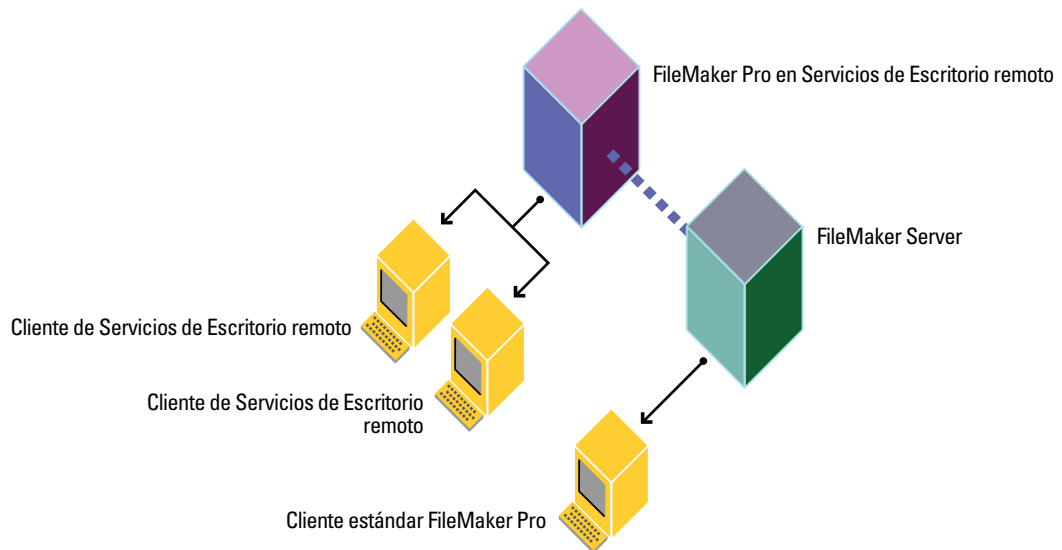 FileMaker Pro en Servicios de Escritorio remoto
FileMaker Server
Cliente de Servicios de Escritorio remoto
Cliente de Servicios de Escritorio
remoto
Cliente estándar FileMaker Pro